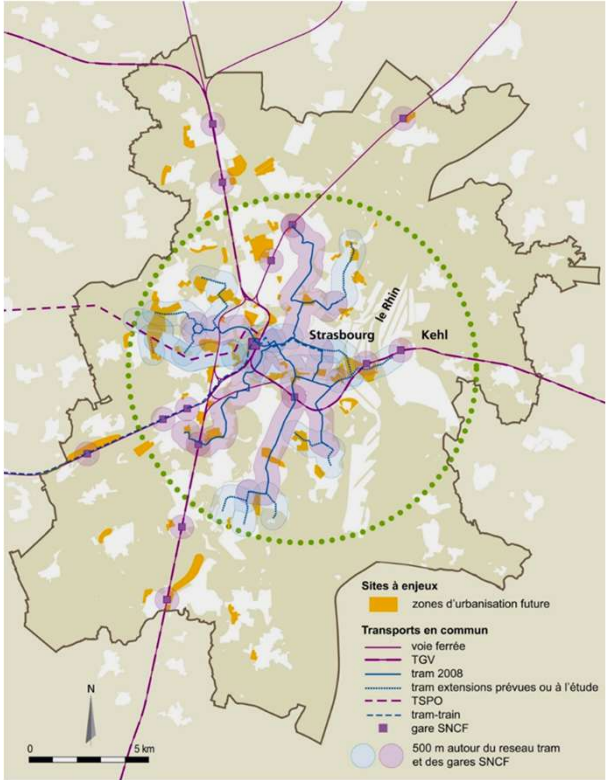 le Rhin
Strasbourg
Kehl
Sites à enjeux
zones d'urbanisation future
Transports en commun
voie ferrée
TGV
tram 2008
tram extensions prévues ou à l'étude
TSPO
tram-train
gare SNCF
500 m autour du reseau tram
et des gares SNCF
N
0 5 km